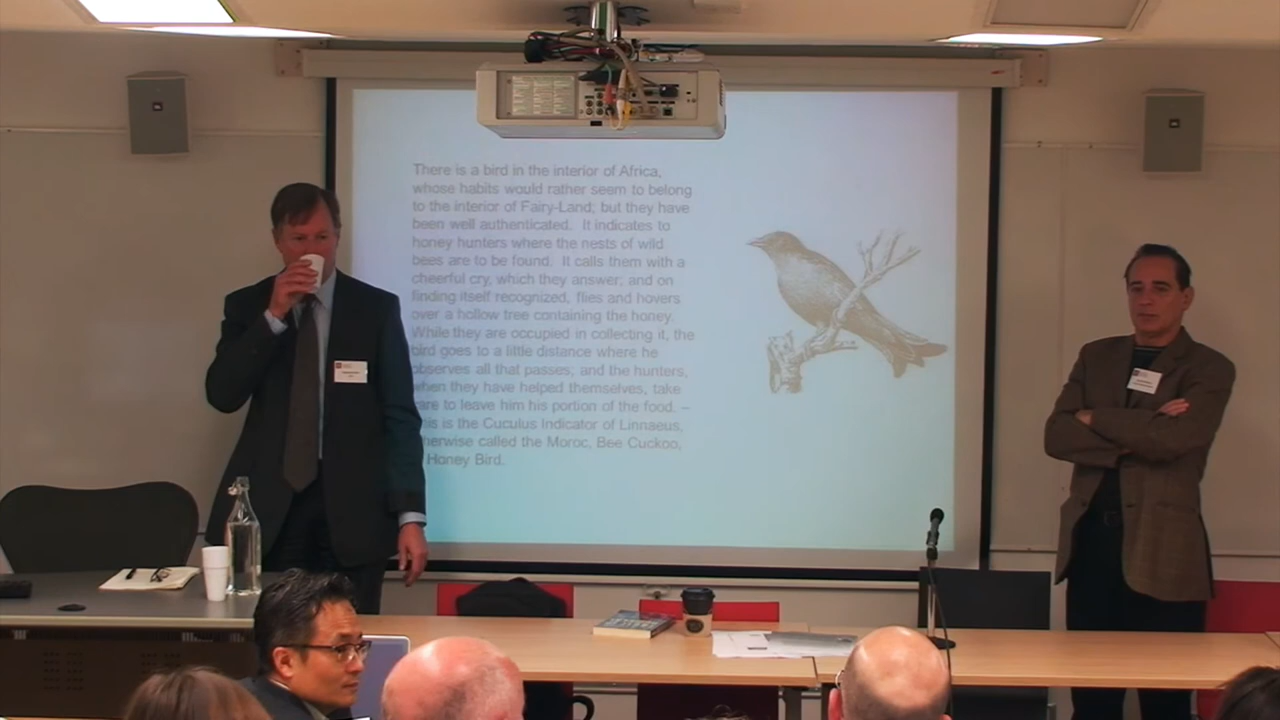 There is a bird in the interior of Africa,
whose habits would rather seem to belong
to the interior of Fairy-Land; but they have
been well authenticated. It indicates to
honey hunters where the nests of wild
bees are to be found. It calls them with a
cheerful cry, which they answer; and on
finding itself recognized, flies and hovers
over a hollow tree containing the honey.
While they are occupied in collecting it, the
bird goes to a little distance where he
observes all that passes; and the hunters,
when they have helped themselves, take
care to leave him his portion of the food. –
This is the Cuculus Indicator of Linnaeus,
otherwise called the Moroc, Bee Cuckoo,
Honey Bird.